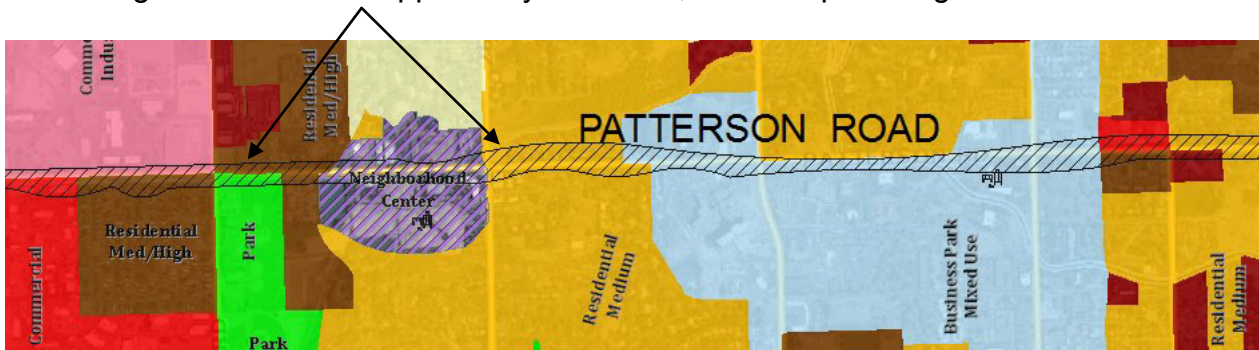 PATTERSON ROAD
Indu
Residential
Med/High
Neighborhood
Center
Residential
Med/High
Park
Commercial
Park
Residential
Medium
Business Park
Mixed Use
Residential
Medium